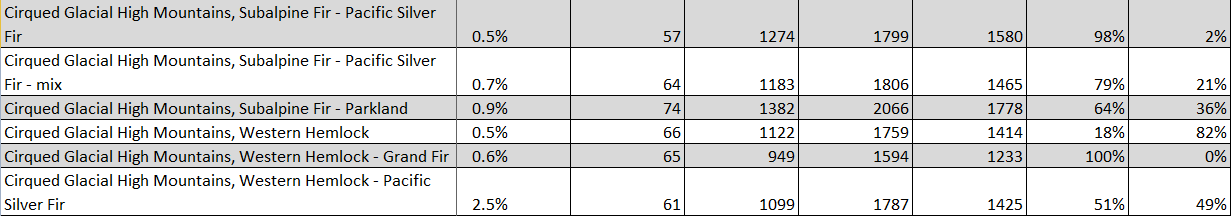 Cirqued Glacial High Mountains, Subalpine Fir - Pacific Silver
Fir 0.5% 57 1274 1799 1580 98% 2%
Cirqued Glacial High Mountains, Subalpine Fir - Pacific Silver
Fir - mix 0.7% 64 1183 1806 1465 79% 21%
Cirqued Glacial High Mountains, Subalpine Fir - Parkland 0.9% 74 1382 2066 1778 64% 36%
Cirqued Glacial High Mountains, Western Hemlock 0.5% 66 1122 1759 1414 18% 82%
Cirqued Glacial High Mountains, Western Hemlock - Grand Fir 0.6% 65 949 1594 1233 100% 0%
Cirqued Glacial High Mountains, Western Hemlock - Pacific
Silver Fir 2.5% 61 1099 1787 1425 51% 49%